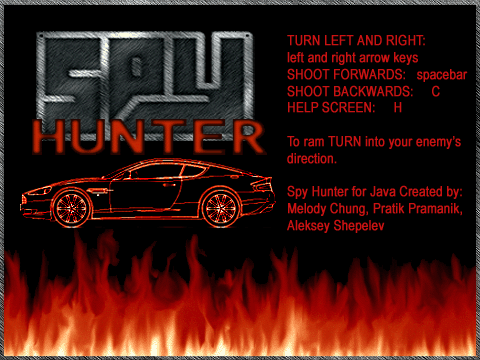 SPY
HUNTER
TURN LEFT AND RIGHT:
left and right arrow keys
SHOOT FORWARDS: spacebar
SHOOT BACKWARDS: C
HELP SCREEN: H
To ram TURN into your enemy's
direction.
Spy Hunter for Java Created by:
Melody Chung, Pratik Pramanik,
Aleksey Shepelev